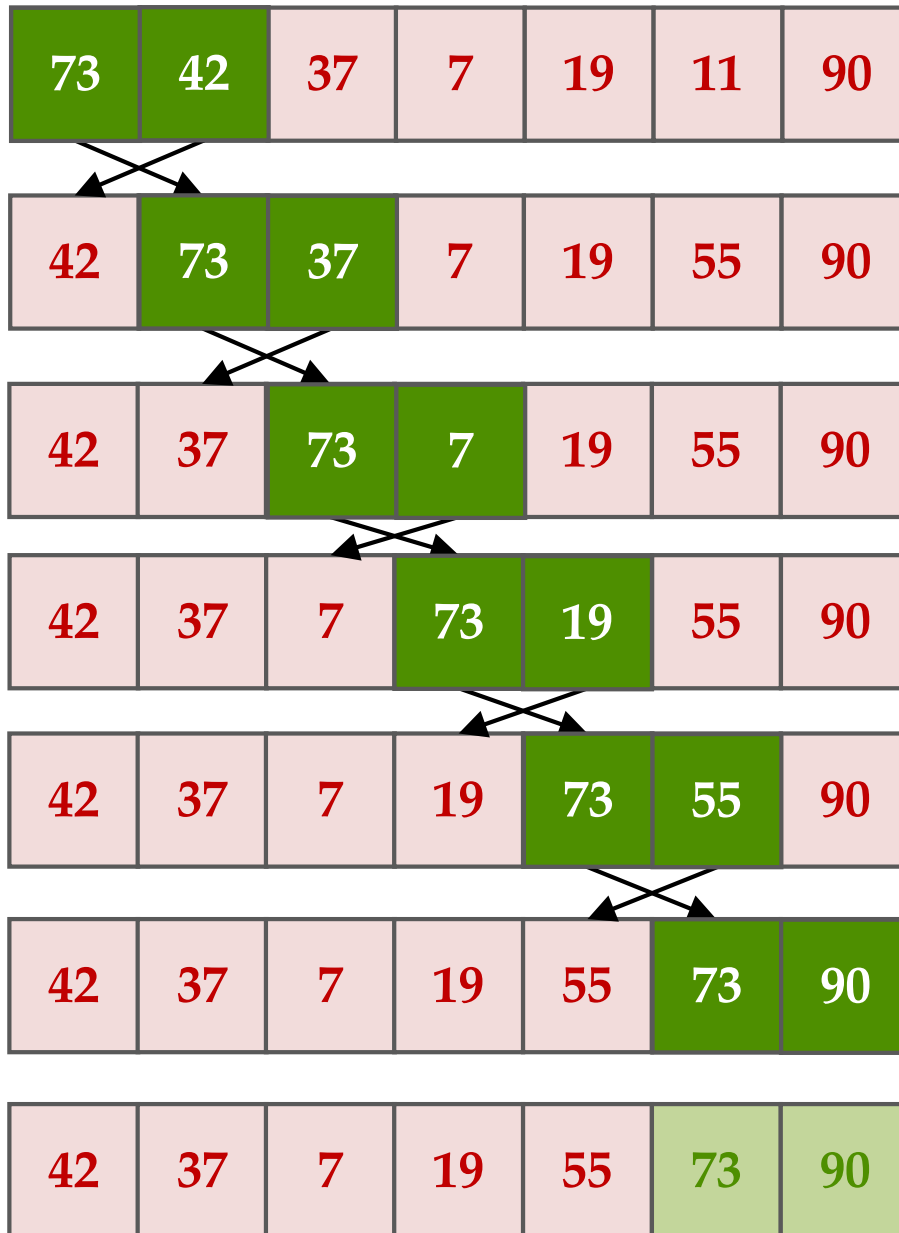 73 42 37 7 19 11 90
42 73 37 7 19 55 90
42 37 73 7 19 55 90
42 37 7 73 19 55 90
42 37 7 19 73 55 90
42 37 7 19 55 73 90
42 37 7 19 55 73 90